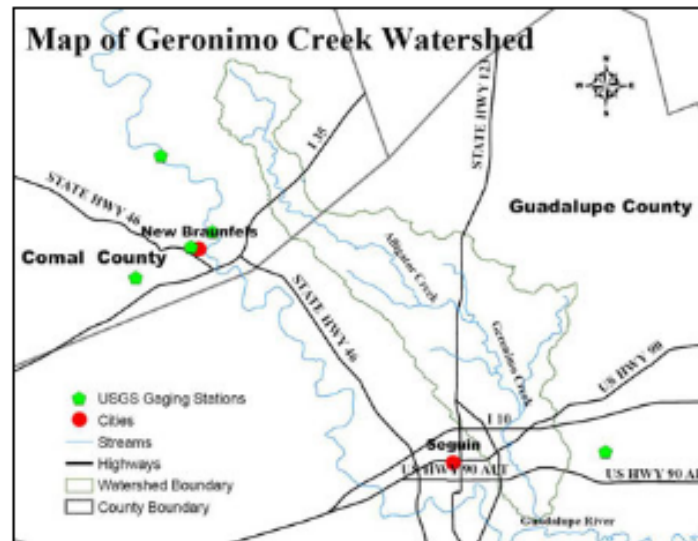 Map of Geronimo Creek Watershed
STATE HWY 123
I 35
N
W
E
S
STATE HWY 46
Guadalupe County
New Braunfels
Comal County
Alligator Creek
STATE HWY 46
Geronimo Creek
US HWY 90
USGS Gaging Stations
Cities
I 10
Streams
Seguin
Highways
US HWY 90 ALT
US HWY 90 AL
Watershed Boundary
County Boundary
Guadalupe River